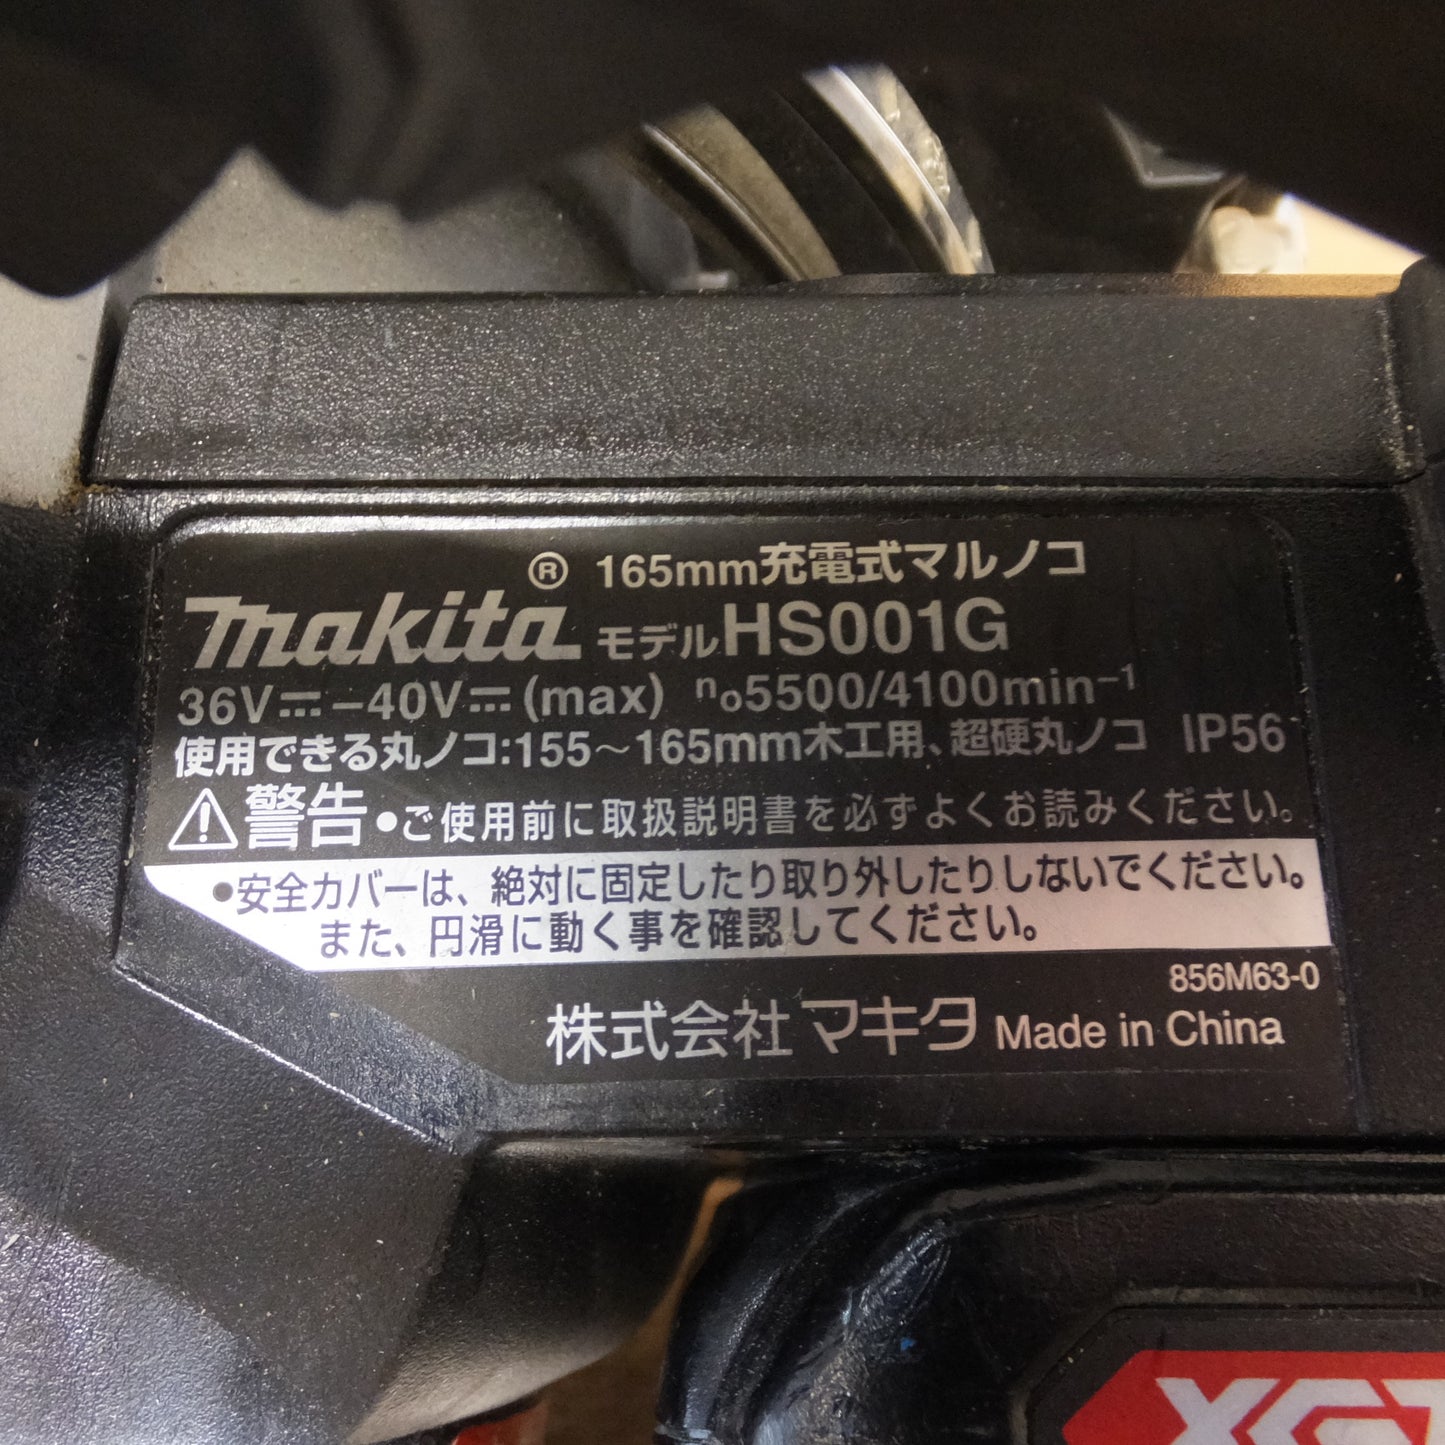 ® 165mm充電式マルノコ
makita モデルHS001G
36V⎓-40V⎓(max) no5500/4100min-1
使用できる丸ノコ:155~165mm木工用、超硬丸ノコ IP56
⚠警告 •ご使用前に取扱説明書を必ずよくお読みください。
•安全カバーは、絶対に固定したり取り外したりしないでください。
また、円滑に動く事を確認してください。
856M63-0
株式会社マキタ Made in China